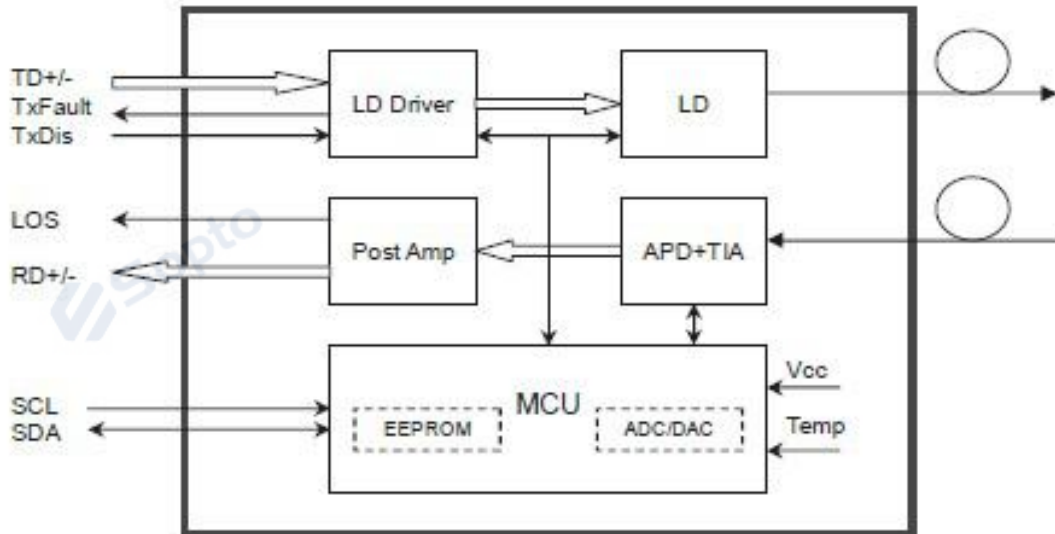 TD+/-
TxFault
TxDis
LD Driver
LD
LOS
RD+/-
Post Amp
APD+TIA
Sopto
SCL
SDA
MCU
EEPROM
ADC/DAC
Vcc
Temp